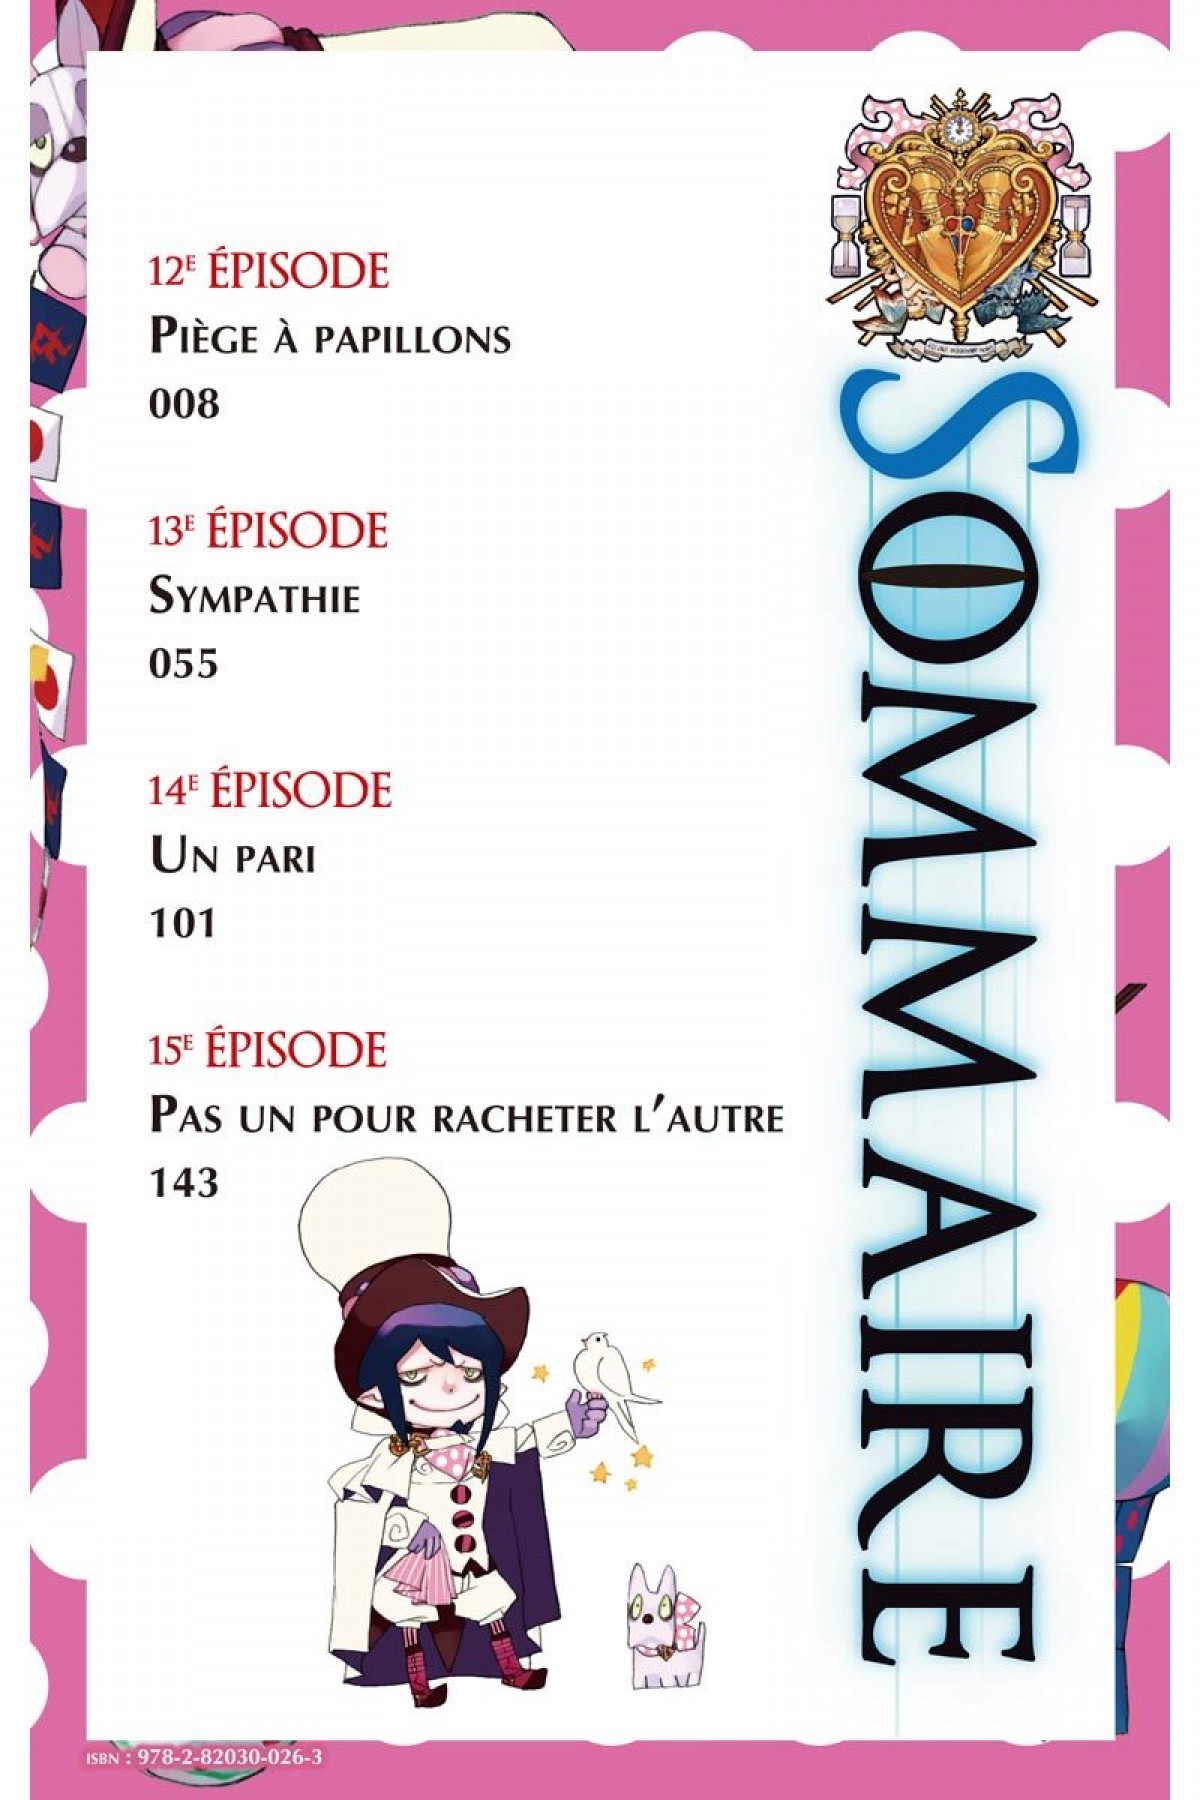 12E ÉPISODE
PIÈGE À PAPILLONS
008
13E ÉPISODE
SYMPATHIE
055
14E ÉPISODE
UN PARI
101
15E ÉPISODE
PAS UN POUR RACHETER L'AUTRE
143
SOMMAIRE
ISBN : 978-2-82030-026-3